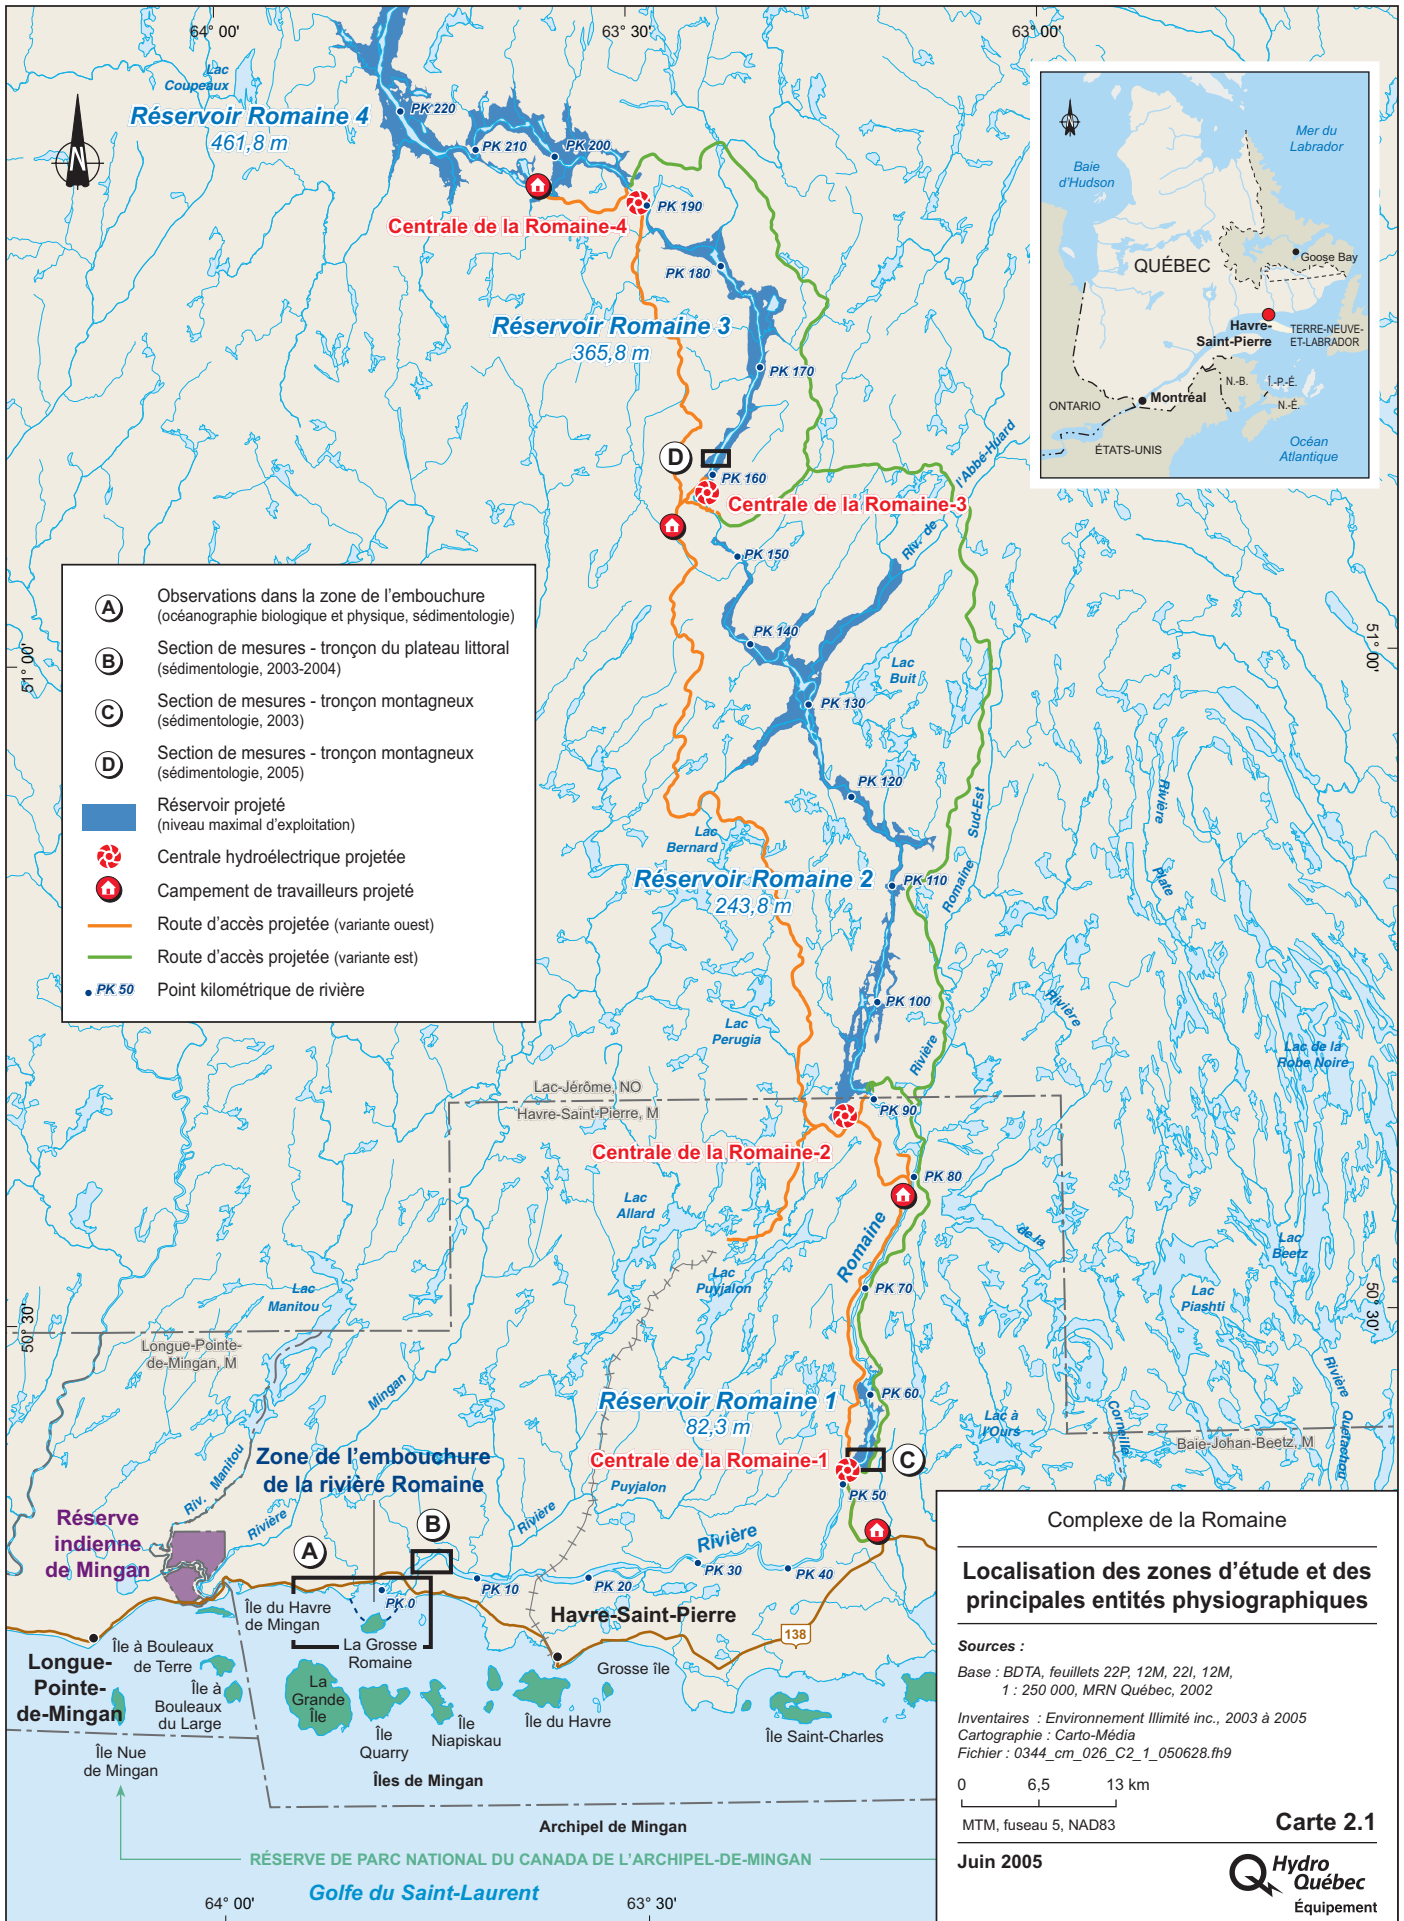 64° 00'
63° 30'
63° 00'
Lac
Coupeaux
Réservoir Romaine 4
461,8 m
PK 220
PK 210
PK 200
PK 190
Centrale de la Romaine-4
PK 180
Réservoir Romaine 3
365,8 m
PK 170
D
PK 160
Centrale de la Romaine-3
Riv. de
l'Abbé-Huard
PK 150
PK 140
Lac
Buit
PK 130
PK 120
Lac
Bernard
Réservoir Romaine 2
243,8 m
PK 110
Romaine
Sud-Est
Rivière
Plate
PK 100
Lac
Perugia
Rivière
Rivière
Lac de la
Robe Noire
Lac-Jérôme, NO
Havre-Saint-Pierre, M
PK 90
Centrale de la Romaine-2
PK 80
Lac
Allard
Romaine
de la
Lac
Beetz
Lac
Puyjalon
PK 70
Lac
Piashti
Lac
Manitou
Longue-Pointe-
de-Mingan, M
Mingan
Réservoir Romaine 1
82,3 m
PK 60
Lac à
l'Ours
Corneille
Rivière
Quetachou
Baie-Johan-Beetz, M
Centrale de la Romaine-1
C
Zone de l'embouchure
de la rivière Romaine
Puyjalon
PK 50
Riv. Manitou
Rivière
Réserve
indienne
de Mingan
A
B
Rivière
Rivière
PK 0
PK 10
PK 20
PK 30
PK 40
Île du Havre
de Mingan
Havre-Saint-Pierre
138
La Grosse
Romaine
Île à Bouleaux
de Terre
Longue-
Pointe-
de-Mingan
Île à
Bouleaux
du Large
La
Grande
Île
Grosse île
Île
Quarry
Île
Niapiskau
Île du Havre
Île Saint-Charles
Île Nue
de Mingan
Îles de Mingan
Archipel de Mingan
RÉSERVE DE PARC NATIONAL DU CANADA DE L'ARCHIPEL-DE-MINGAN
Golfe du Saint-Laurent
64° 00'
63° 30'
51° 00'
51° 00'
50° 30'
50° 30'
N
A
Observations dans la zone de l'embouchure
(océanographie biologique et physique, sédimentologie)
B
Section de mesures - tronçon du plateau littoral
(sédimentologie, 2003-2004)
C
Section de mesures - tronçon montagneux
(sédimentologie, 2003)
D
Section de mesures - tronçon montagneux
(sédimentologie, 2005)
Réservoir projeté
(niveau maximal d'exploitation)
Centrale hydroélectrique projetée
Campement de travailleurs projeté
Route d'accès projetée (variante ouest)
Route d'accès projetée (variante est)
PK 50 Point kilométrique de rivière
Mer du
Labrador
Baie
d'Hudson
QUÉBEC
Goose Bay
Havre-
Saint-Pierre
TERRE-NEUVE-
ET-LABRADOR
N.-B.
Î.-P.-É.
N.-É.
Montréal
ONTARIO
ÉTATS-UNIS
Océan
Atlantique
Complexe de la Romaine
Localisation des zones d'étude et des
principales entités physiographiques
Sources :
Base : BDTA, feuillets 22P, 12M, 22I, 12M,
1 : 250 000, MRN Québec, 2002
Inventaires : Environnement Illimité inc., 2003 à 2005
Cartographie : Carto-Média
Fichier : 0344_cm_026_C2_1_050628.fh9
0 6,5 13 km
MTM, fuseau 5, NAD83
Carte 2.1
Juin 2005
Hydro
Québec
Équipement